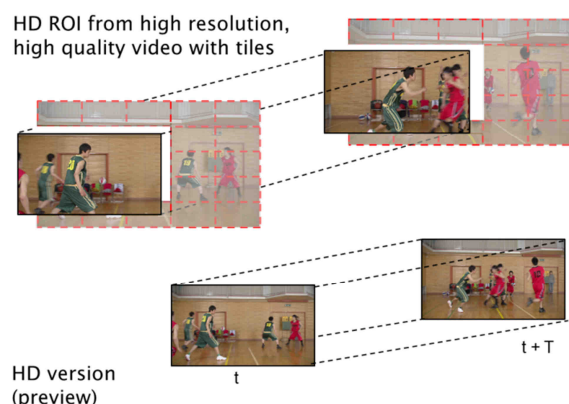 HD ROI from high resolution,
high quality video with tiles
t
t + T
HD version
(preview)